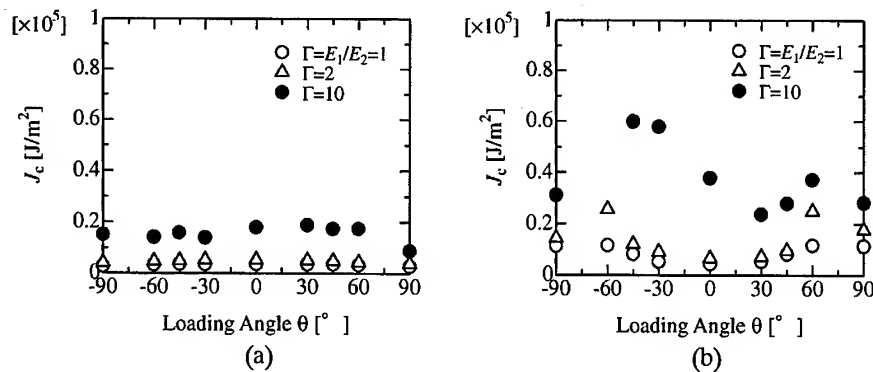 [×10⁵]
1
0.8
0.6
0.4
0.2
0
J_c [J/m²]
○ Γ=E₁/E₂=1
△ Γ=2
● Γ=10
-90 -60 -30 0 30 60 90
Loading Angle θ [° ]
(a)
[×10⁵]
1
0.8
0.6
0.4
0.2
0
J_c [J/m²]
○ Γ=E₁/E₂=1
△ Γ=2
● Γ=10
-90 -60 -30 0 30 60 90
Loading Angle θ [° ]
(b)